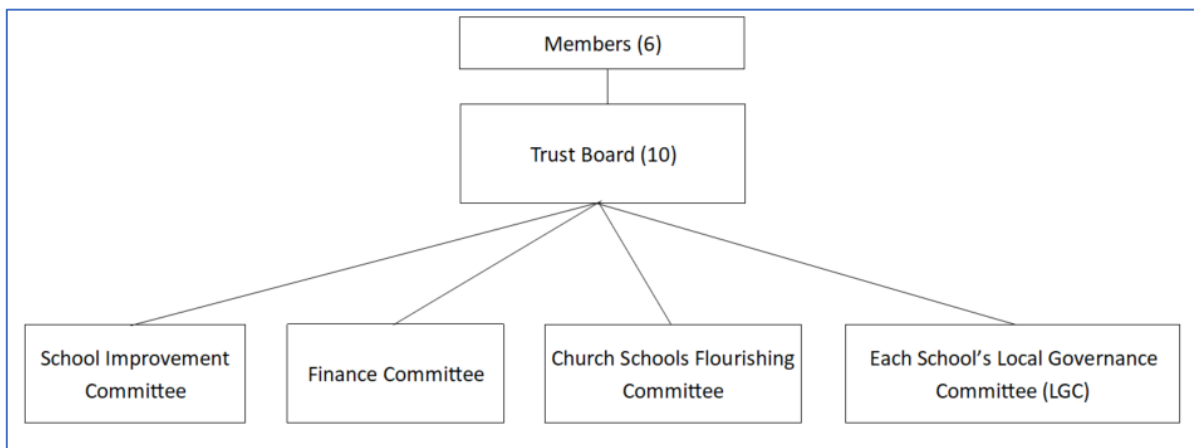 Members (6)
Trust Board (10)
School Improvement
Committee
Finance Committee
Church Schools Flourishing
Committee
Each School’s Local Governance
Committee (LGC)